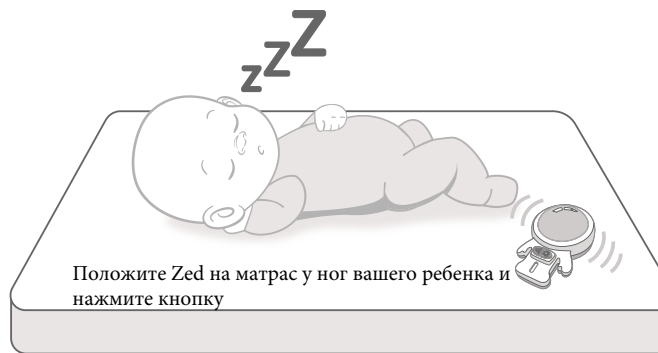 z z Z
Положите Zed на матрас у ног вашего ребенка и
нажмите кнопку